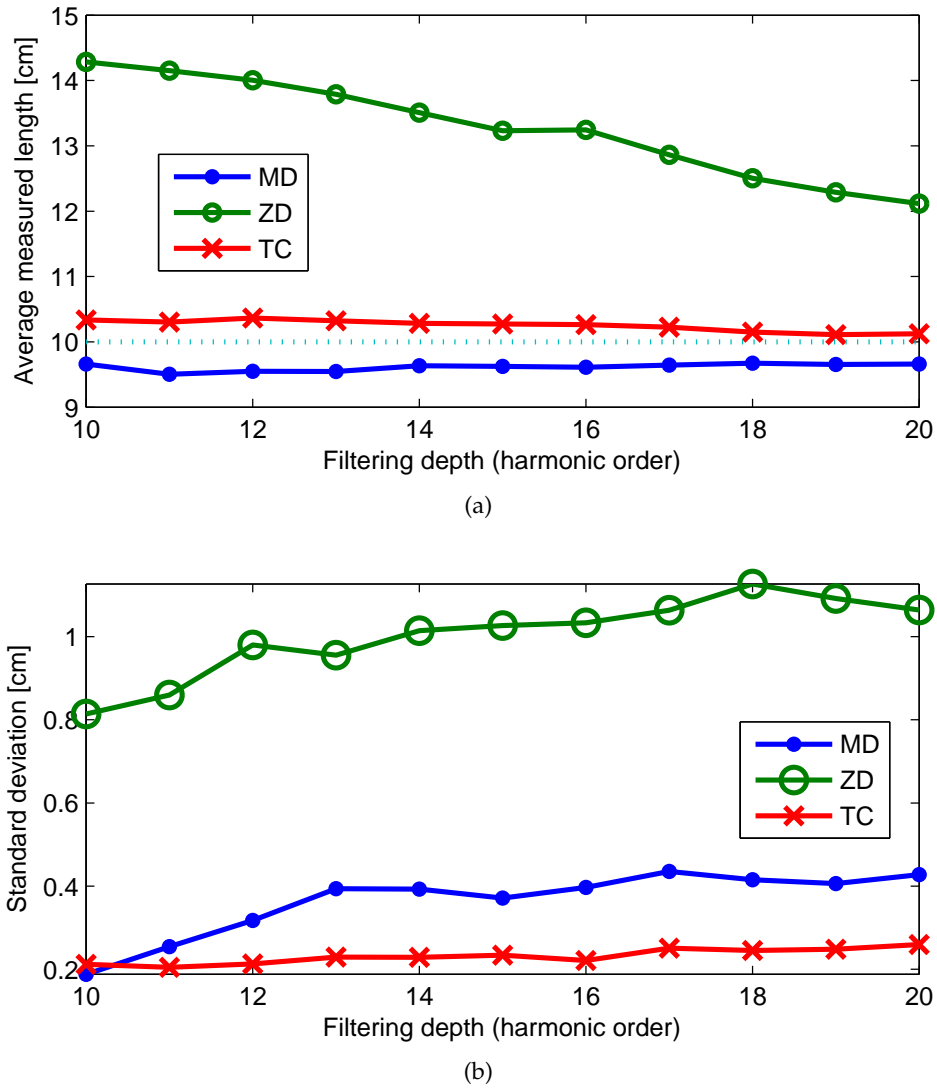 15
14
13
12
11
10
9
Average measured length [cm]
MD
ZD
TC
10 12 14 16 18 20
Filtering depth (harmonic order)
(a)
1
0.8
0.6
0.4
0.2
Standard deviation [cm]
MD
ZD
TC
10 12 14 16 18 20
Filtering depth (harmonic order)
(b)